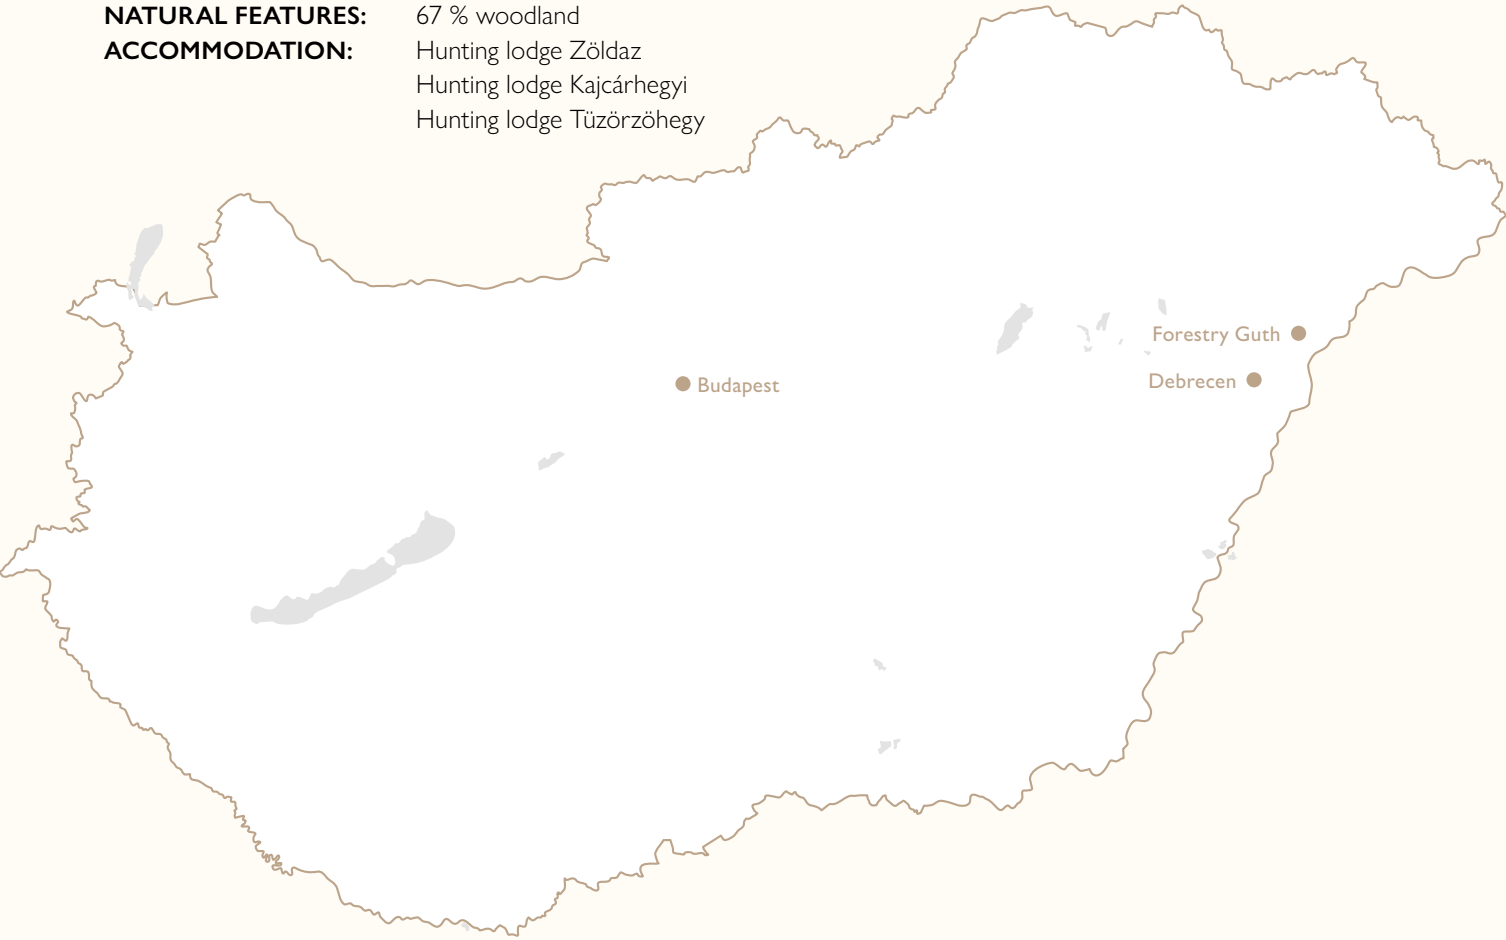 NATURAL FEATURES: 67 % woodland
ACCOMMODATION: Hunting lodge Zöldaz
Hunting lodge Kajcárhegyi
Hunting lodge Tüzörzöhegy
Forestry Guth
Debrecen
Budapest